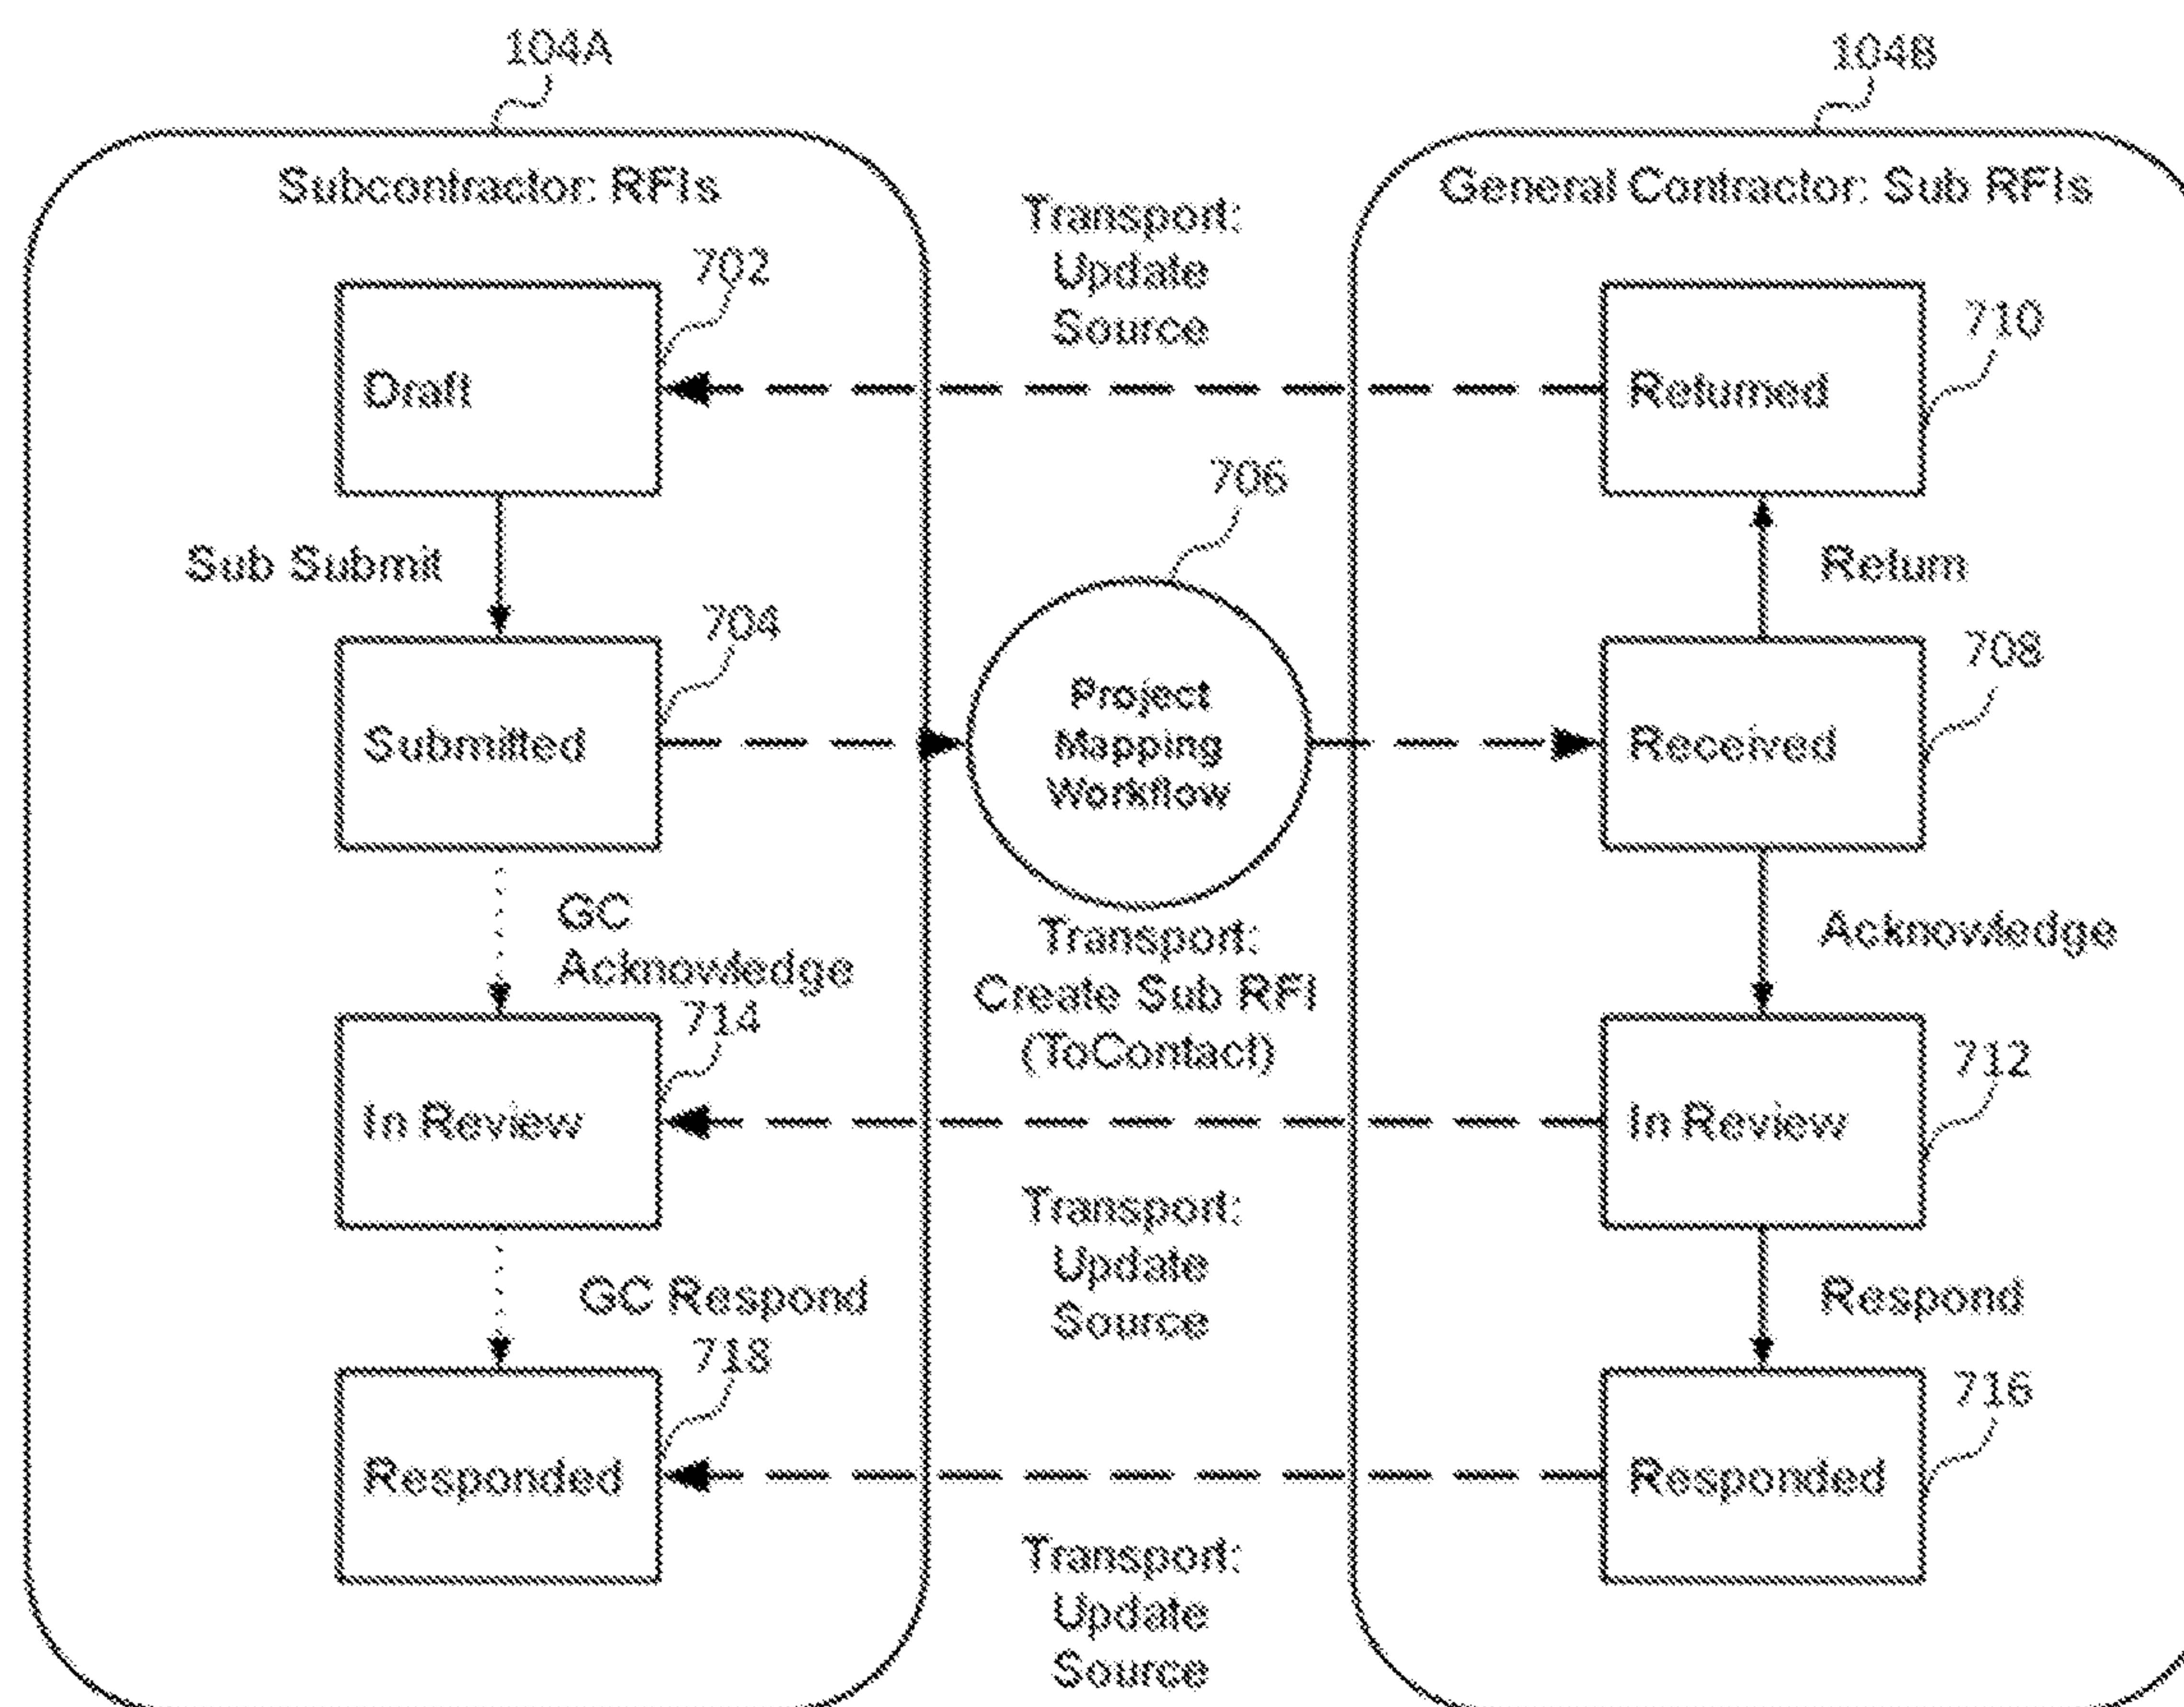 104A
104B
Subcontractor: RFIs
General Contractor: Sub RFIs
Transport:
Update
Source
702
710
Draft
Returned
706
Sub Submit
Return
704
708
Submitted
Project
Mapping
Workflow
Received
GC
Acknowledge
Transport:
Create Sub RFI
(ToContact)
Acknowledge
714
712
In Review
In Review
Transport:
Update
Source
GC Respond
Respond
718
716
Responded
Responded
Transport:
Update
Source